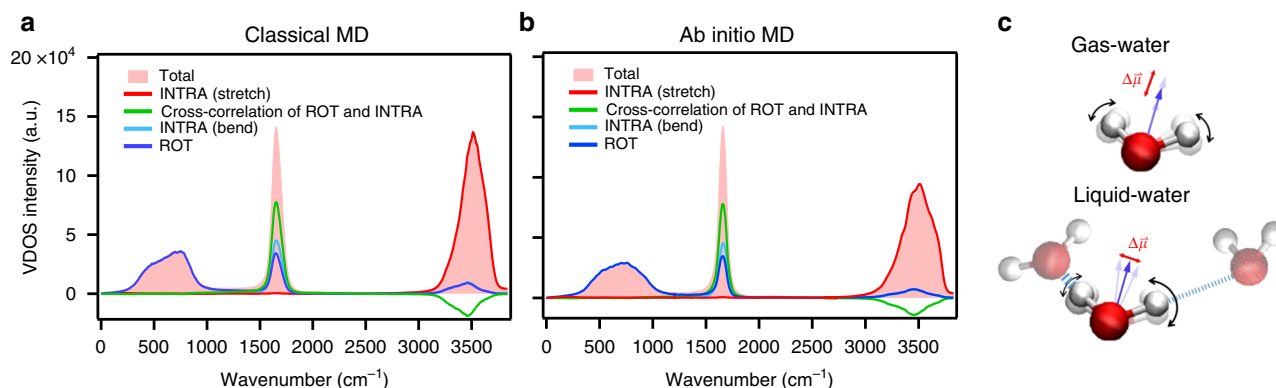 a
Classical MD
20 ×10⁴
15
10
5
0
VDOS intensity (a.u.)
Total
INTRA (stretch)
Cross-correlation of ROT and INTRA
INTRA (bend)
ROT
0 500 1000 1500 2000 2500 3000 3500
Wavenumber (cm⁻¹)
b
Ab initio MD
Total
INTRA (stretch)
Cross-correlation of ROT and INTRA
INTRA (bend)
ROT
0 500 1000 1500 2000 2500 3000 3500
Wavenumber (cm⁻¹)
c
Gas-water
Δμ⃗
Liquid-water
Δμ⃗